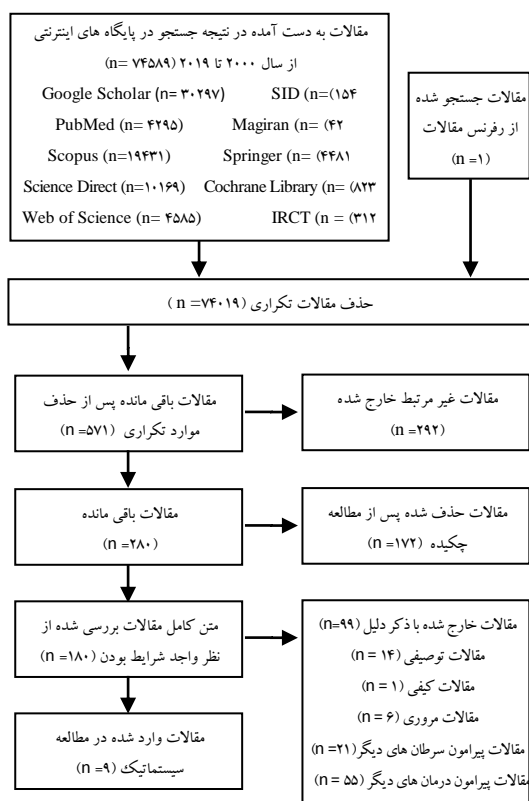 مقالات به دست آمده در نتیجه جستجو در پایگاه های اینترنتی
از سال ۲۰۰۰ تا ۲۰۱۹ (n= ۷۴۵۸۹)
Google Scholar (n= ۳۰۲۹۷) SID (n=(۱۵۴
PubMed (n= ۴۲۹۵) Magiran (n= (۴۲
Scopus (n=۱۹۴۳۱) Springer (n= (۴۴۸۱
Science Direct (n=۱۰۱۶۹) Cochrane Library (n= (۸۲۳
Web of Science (n= ۴۵۸۵) IRCT (n = (۳۱۲
مقالات جستجو شده
از رفرنس مقالات
(n =۱)
حذف مقالات تکراری (n =۷۴۰۱۹ )
مقالات باقی مانده پس از حذف
موارد تکراری (n =۵۷۱)
مقالات غیر مرتبط خارج شده
(n =۲۹۲)
مقالات باقی مانده
(n =۲۸۰)
مقالات حذف شده پس از مطالعه
چکیده (n =۱۷۲)
متن کامل مقالات بررسی شده از
نظر واجد شرایط بودن (n =۱۸۰)
مقالات خارج شده با ذکر دلیل (n=۹۹)
مقالات توصیفی (n = ۱۴)
مقالات کیفی (n = ۱)
مقالات مروری (n = ۶)
مقالات پیرامون سرطان های دیگر (n =۲۱)
مقالات پیرامون درمان های دیگر (n = ۵۵)
مقالات وارد شده در مطالعه
سیستماتیک (n =۹)